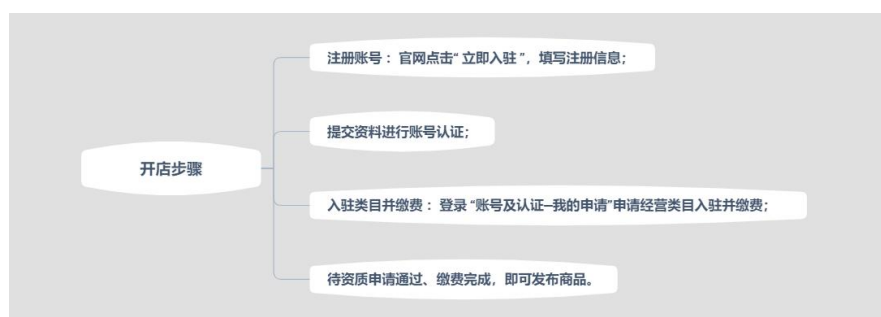 注册账号：官网点击“立即入驻”，填写注册信息；
提交资料进行账号认证；
开店步骤
入驻类目并缴费：登录“账号及认证—我的申请”申请经营类目入驻并缴费；
待资质申请通过、缴费完成，即可发布商品。